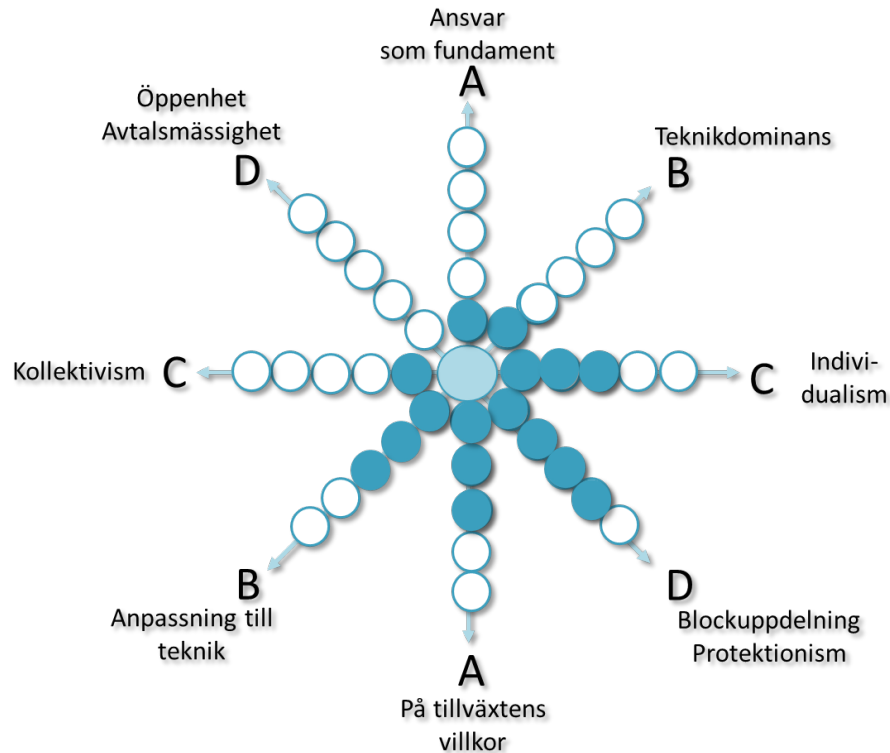 Ansvar
som fundament
A
Öppenhet
Avtalsmässighet
D
Teknikdominans
B
Kollektivism
C
C
Indivi-
dualism
B
Anpassning till
teknik
D
Blockuppdelning
Protektionism
A
På tillväxtens
villkor